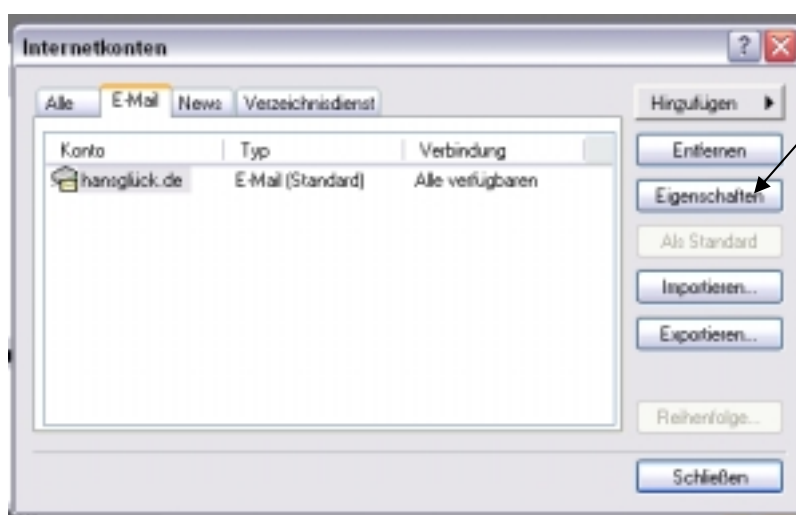 Internetkonten
Alle E-Mail News Verzeichnisdienst
Hinzufügen
Konto Typ Verbindung
hansglück.de E-Mail (Standard) Alle verfügbaren
Entfernen
Eigenschaften
Als Standard
Importieren...
Exportieren...
Reihenfolge...
Schließen